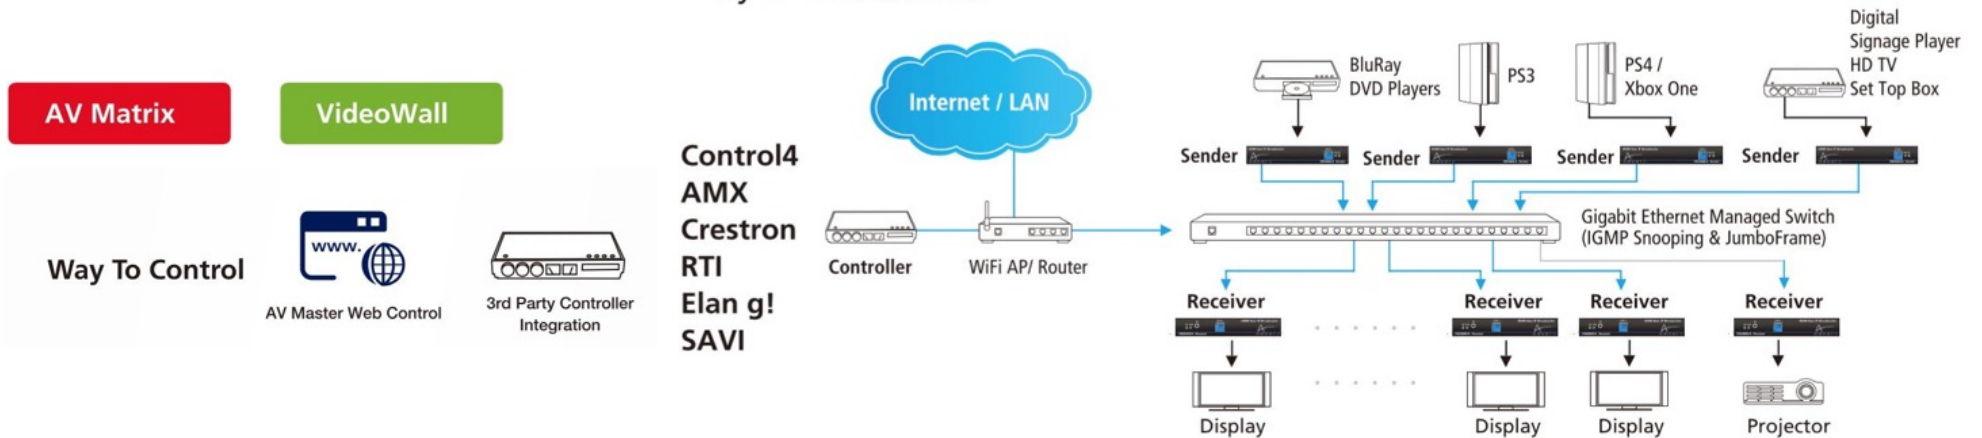 AV Matrix
VideoWall
Way To Control
www.
AV Master Web Control
3rd Party Controller
Integration
Control4
AMX
Crestron
RTI
Elan g!
SAVI
Internet / LAN
Controller
WiFi AP/ Router
BluRay
DVD Players
PS3
PS4 /
Xbox One
Digital
Signage Player
HD TV
Set Top Box
Sender
Sender
Sender
Sender
Gigabit Ethernet Managed Switch
(IGMP Snooping & JumboFrame)
Receiver
Receiver
Receiver
Receiver
Display
Display
Display
Projector